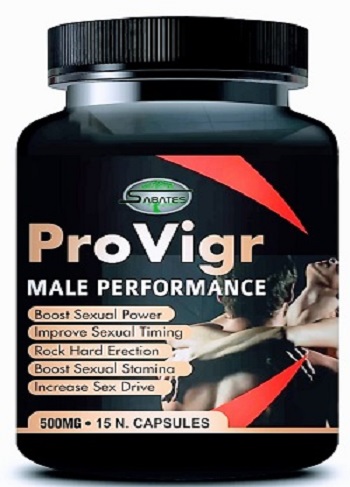 SABATES
ProVigr
MALE PERFORMANCE
Boost Sexual Power
Improve Sexual Timing
Rock Hard Erection
Boost Sexual Stamina
Increase Sex Drive
500MG • 15 N. CAPSULES